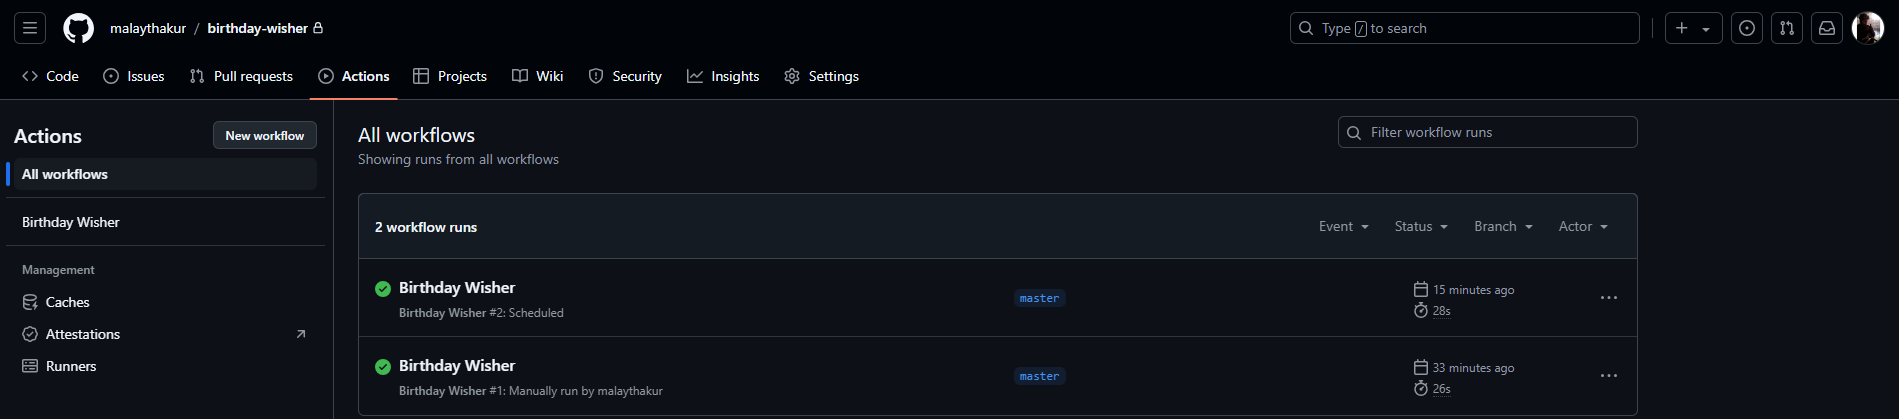 malaythakur / birthday-wisher
Type / to search
Code Issues Pull requests Actions Projects Wiki Security Insights Settings
Actions
New workflow
All workflows
Birthday Wisher
Management
Caches
Attestations
Runners
All workflows
Showing runs from all workflows
Filter workflow runs
2 workflow runs
Event Status Branch Actor
Birthday Wisher
Birthday Wisher #2: Scheduled
master
15 minutes ago
28s
Birthday Wisher
Birthday Wisher #1: Manually run by malaythakur
master
33 minutes ago
26s